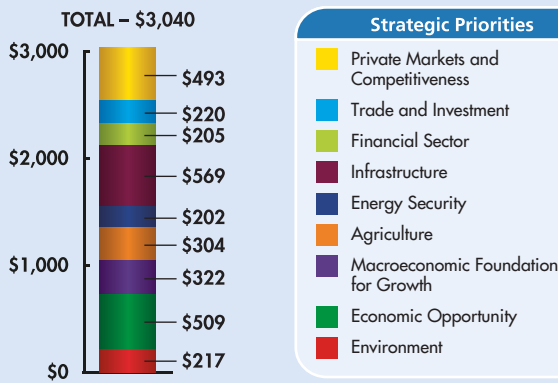 TOTAL – $3,040
$3,000
$2,000
$1,000
$0
$493
$220
$205
$569
$202
$304
$322
$509
$217
Strategic Priorities
Private Markets and
Competitiveness
Trade and Investment
Financial Sector
Infrastructure
Energy Security
Agriculture
Macroeconomic Foundation
for Growth
Economic Opportunity
Environment